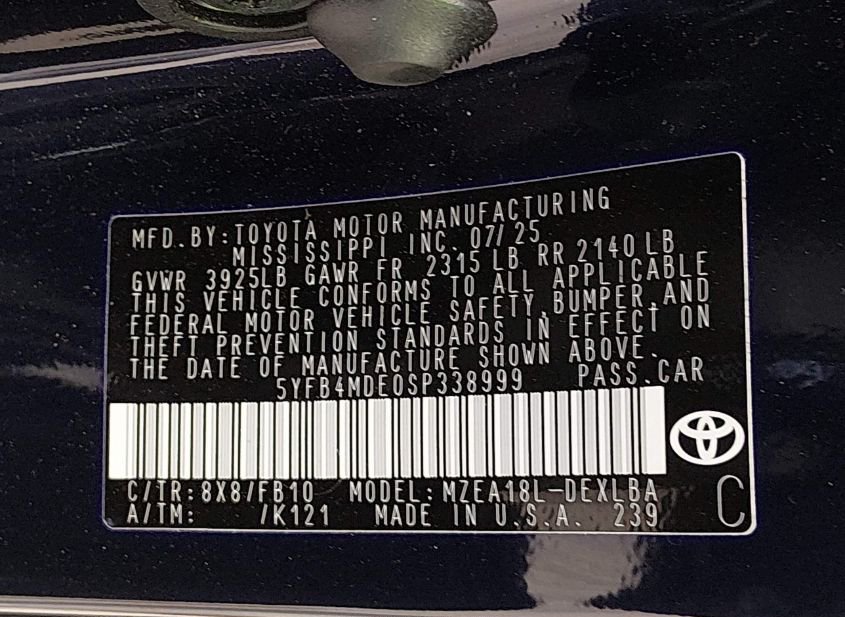 MFD.BY:TOYOTA MOTOR MANUFACTURING
MISSISSIPPI INC. 07/25
GVWR 3925LB GAWR FR 2315 LB RR 2140 LB
THIS VEHICLE CONFORMS TO ALL APPLICABLE
FEDERAL MOTOR VEHICLE SAFETY,BUMPER,AND
THEFT PREVENTION STANDARDS IN EFFECT ON
THE DATE OF MANUFACTURE SHOWN ABOVE.
5YFB4MDE0SP338999 PASS.CAR
C/TR:8X8/FB10 MODEL:MZEA18L-DEXLBA
A/TM: /K121 MADE IN U.S.A. 239 C